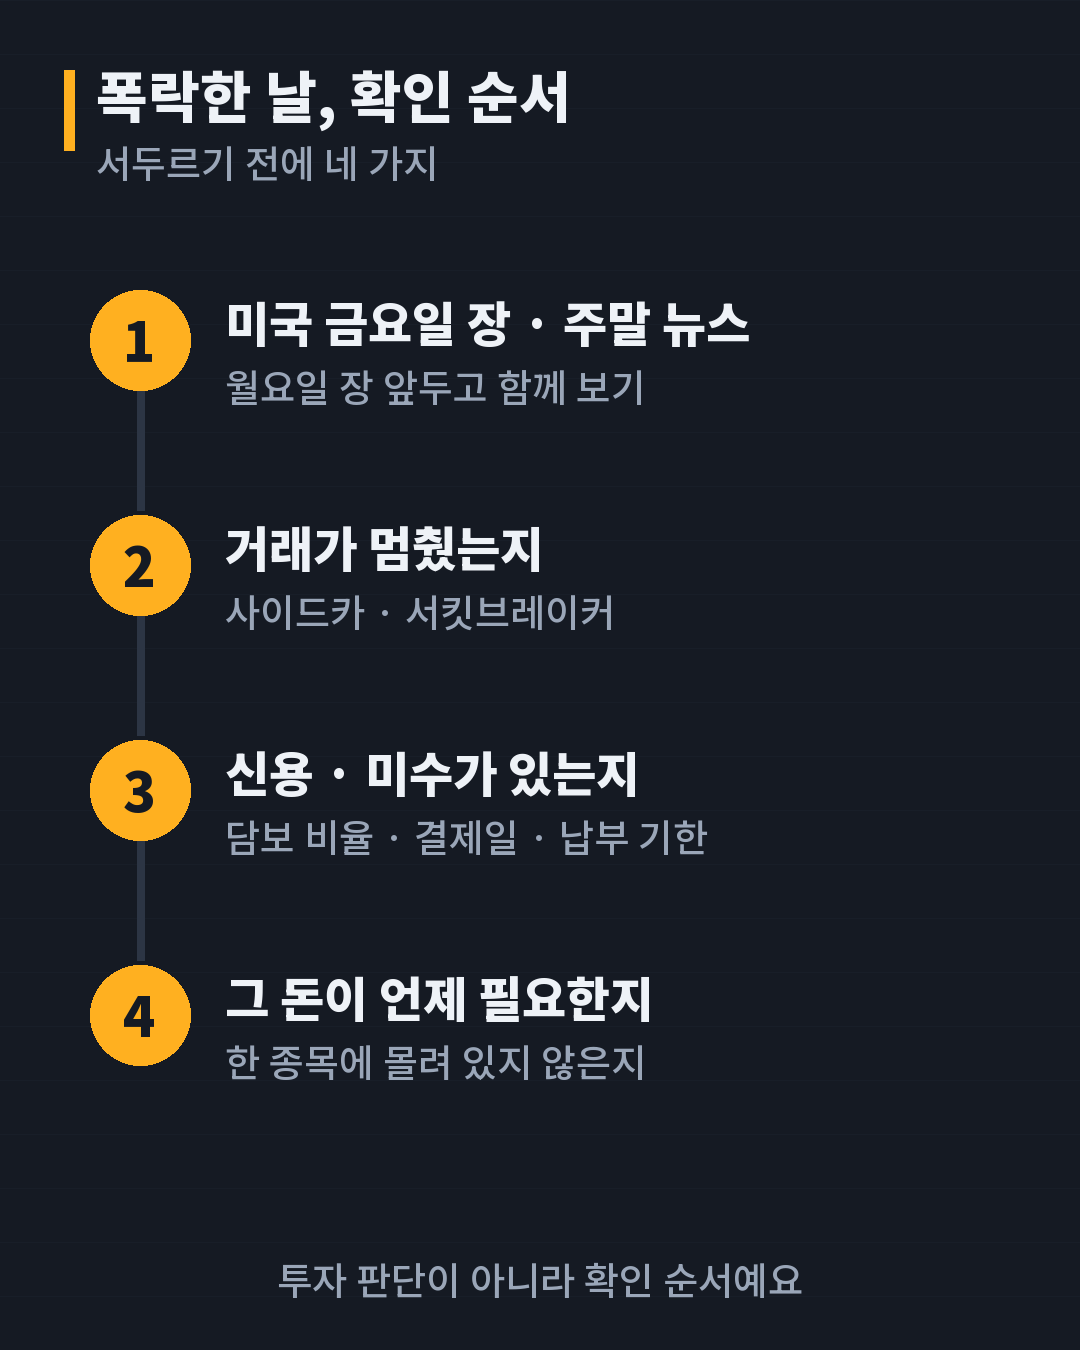 폭락한 날, 확인 순서
서두르기 전에 네 가지
1
미국 금요일 장 · 주말 뉴스
월요일 장 앞두고 함께 보기
2
거래가 멈췄는지
사이드카 · 서킷브레이커
3
신용 · 미수가 있는지
담보 비율 · 결제일 · 납부 기한
4
그 돈이 언제 필요한지
한 종목에 몰려 있지 않은지
투자 판단이 아니라 확인 순서예요